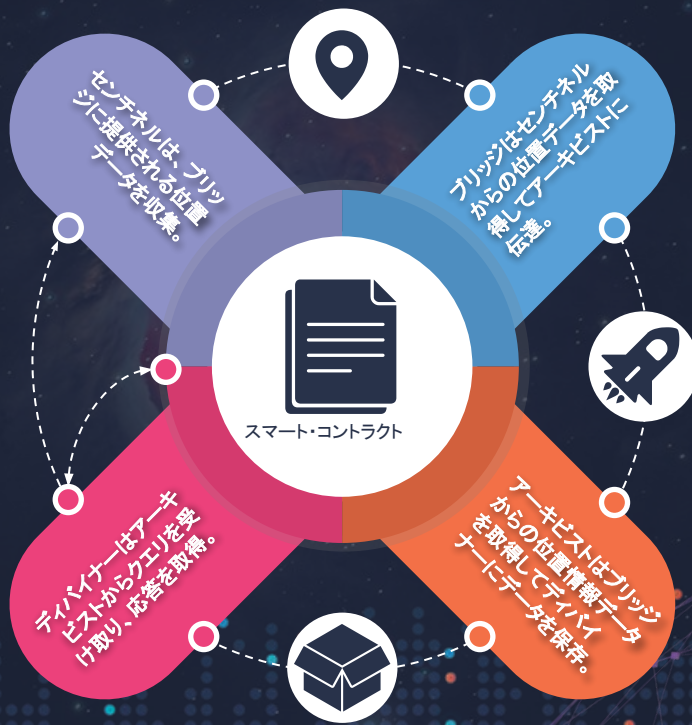 センチネルは、ブリッ
ジに提供される位置
データを収集。
ブリッジはセンチネル
からの位置データを取
得してアーキビストに
伝達。
スマート・コントラクト
ディバイナーはアーキ
ビストからクエリを受
け取り、応答を取得。
アーキビストはブリッジ
からの位置情報データ
を取得してディバイ
ナーにデータを保存。